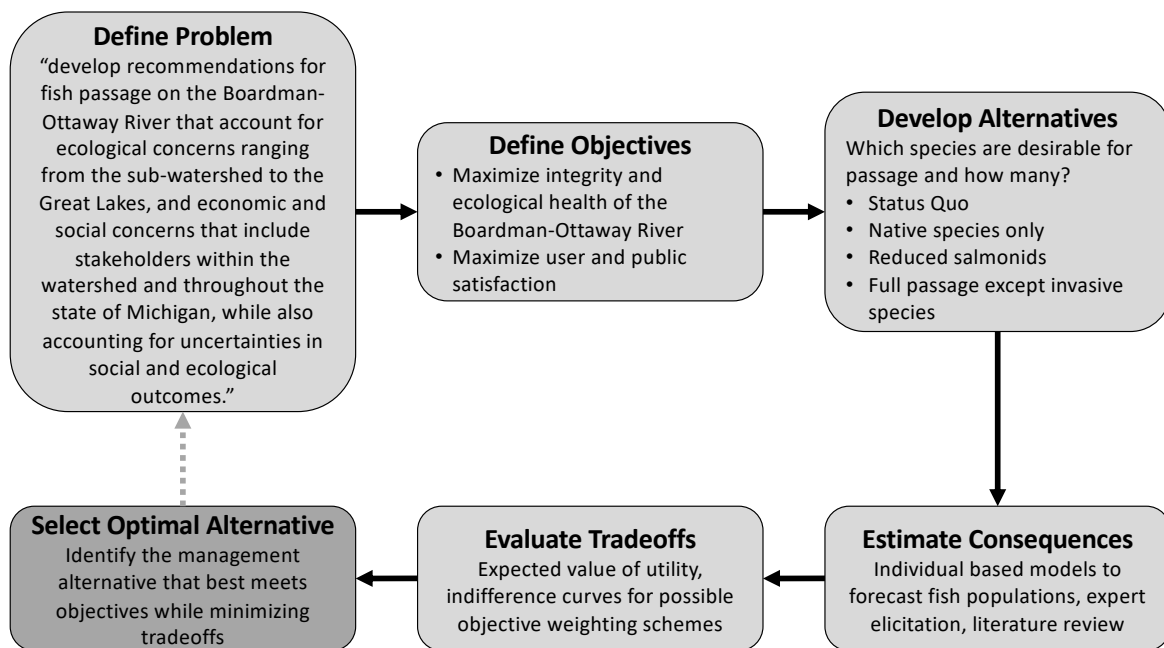 Define Problem
“develop recommendations for
fish passage on the Boardman-
Ottaway River that account for
ecological concerns ranging
from the sub-watershed to the
Great Lakes, and economic and
social concerns that include
stakeholders within the
watershed and throughout the
state of Michigan, while also
accounting for uncertainties in
social and ecological
outcomes.”
Define Objectives
• Maximize integrity and
ecological health of the
Boardman-Ottaway River
• Maximize user and public
satisfaction
Develop Alternatives
Which species are desirable for
passage and how many?
• Status Quo
• Native species only
• Reduced salmonids
• Full passage except invasive
species
Estimate Consequences
Individual based models to
forecast fish populations, expert
elicitation, literature review
Evaluate Tradeoffs
Expected value of utility,
indifference curves for possible
objective weighting schemes
Select Optimal Alternative
Identify the management
alternative that best meets
objectives while minimizing
tradeoffs